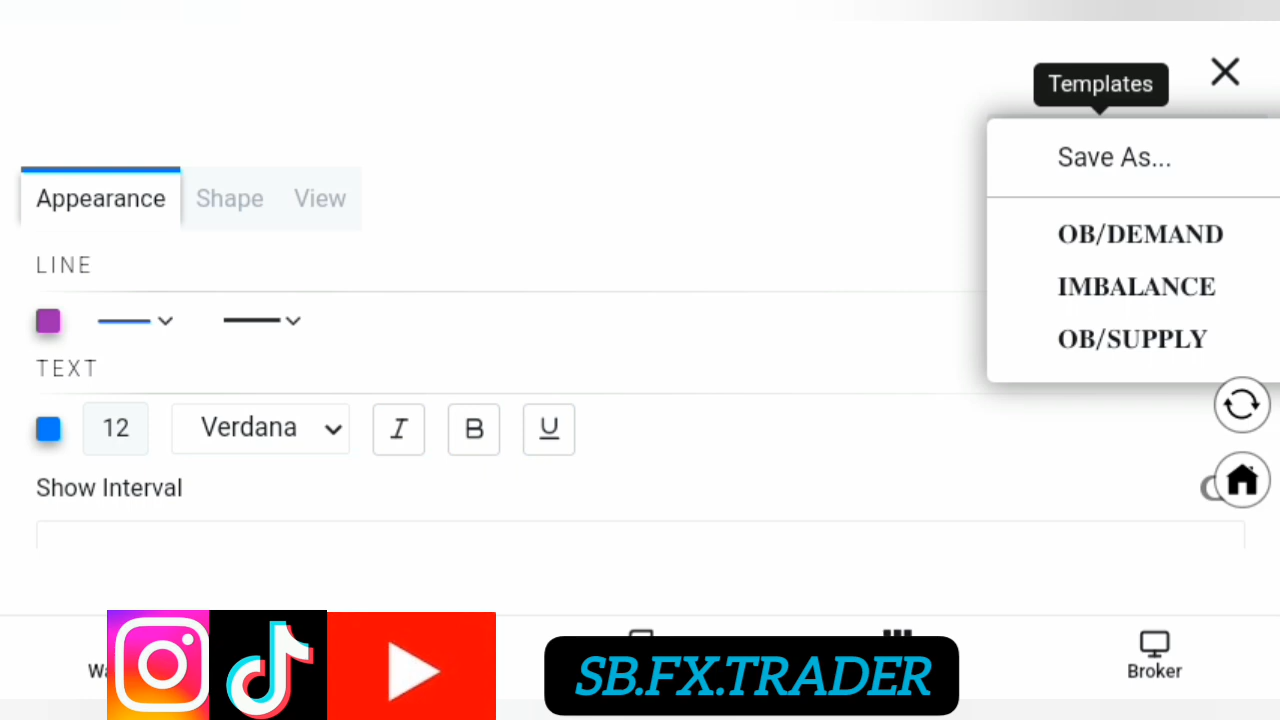 Templates
Save As...
Appearance Shape View
OB/DEMAND
LINE
IMBALANCE
OB/SUPPLY
TEXT
12 Verdana I B U
Show Interval
Broker
SB.FX.TRADER